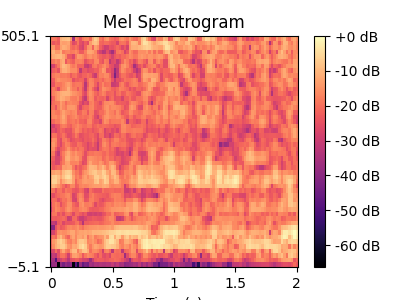 Mel Spectrogram
505.1
−5.1
0
0.5
1
1.5
2
+0 dB
-10 dB
-20 dB
-30 dB
-40 dB
-50 dB
-60 dB